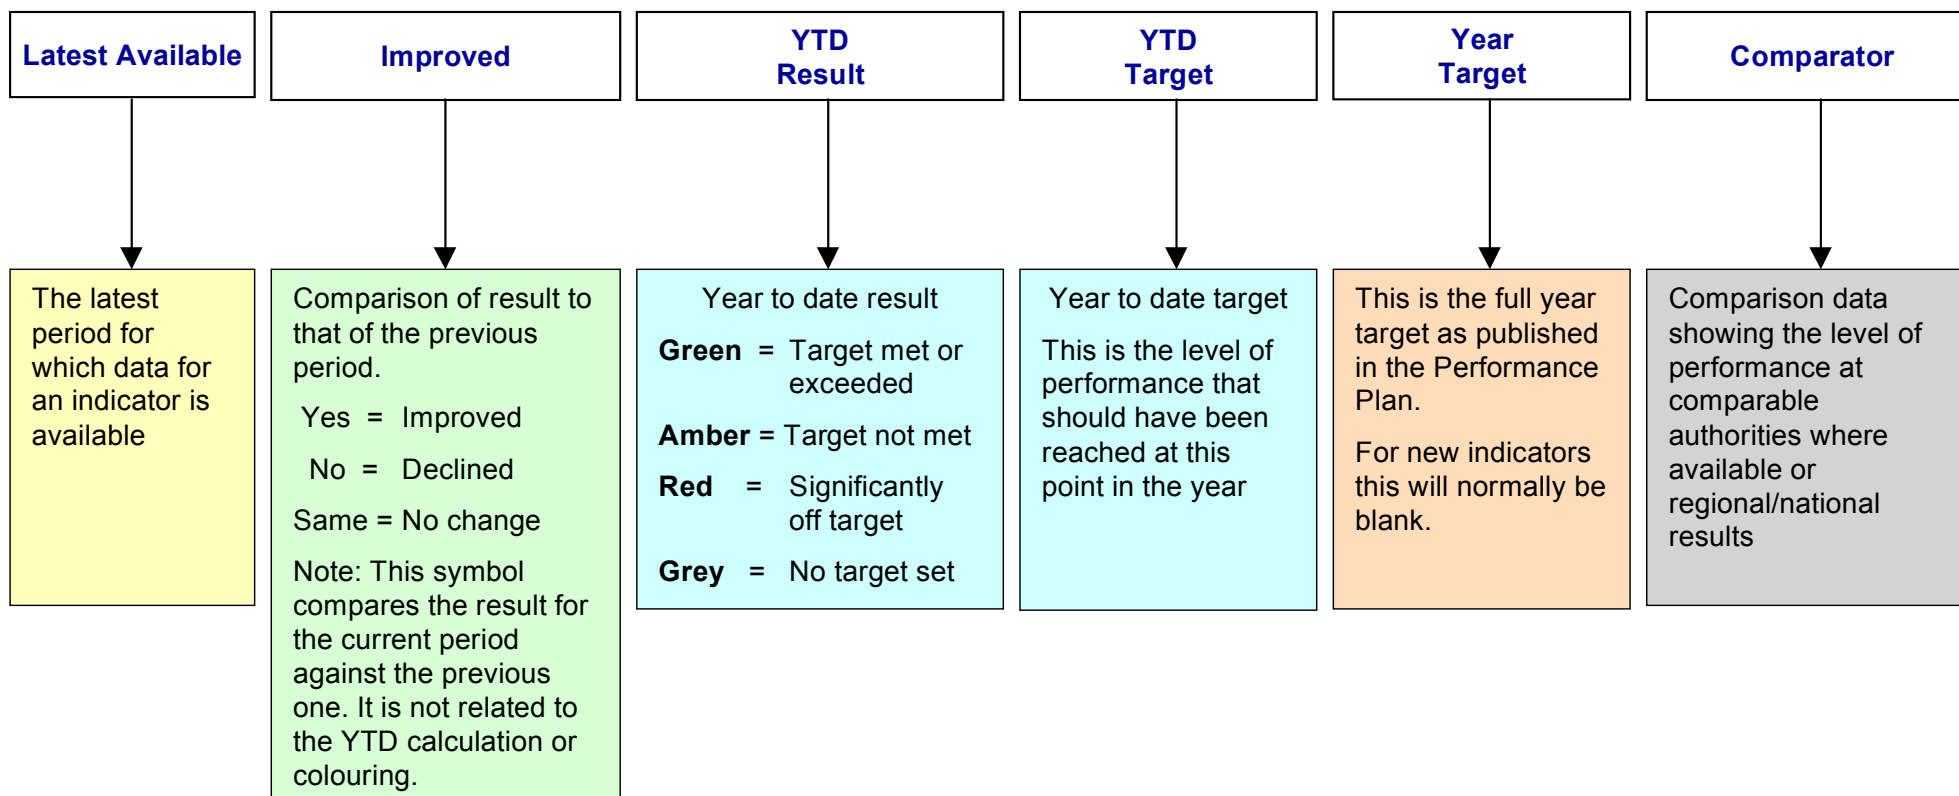 Latest Available
Improved
YTD
Result
YTD
Target
Year
Target
Comparator
The latest
period for
which data for
an indicator is
available
Comparison of result to
that of the previous
period.
Yes = Improved
No = Declined
Same = No change
Note: This symbol
compares the result for
the current period
against the previous
one. It is not related to
the YTD calculation or
colouring.
Year to date result
Green = Target met or
exceeded
Amber = Target not met
Red = Significantly
off target
Grey = No target set
Year to date target
This is the level of
performance that
should have been
reached at this
point in the year
This is the full year
target as published
in the Performance
Plan.
For new indicators
this will normally be
blank.
Comparison data
showing the level of
performance at
comparable
authorities where
available or
regional/national
results